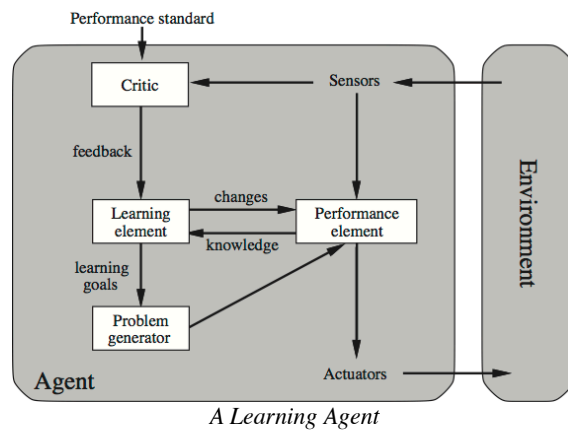 Performance standard
Critic
Sensors
feedback
changes
Learning
element
Performance
element
knowledge
learning
goals
Problem
generator
Agent
Actuators
Environment
A Learning Agent